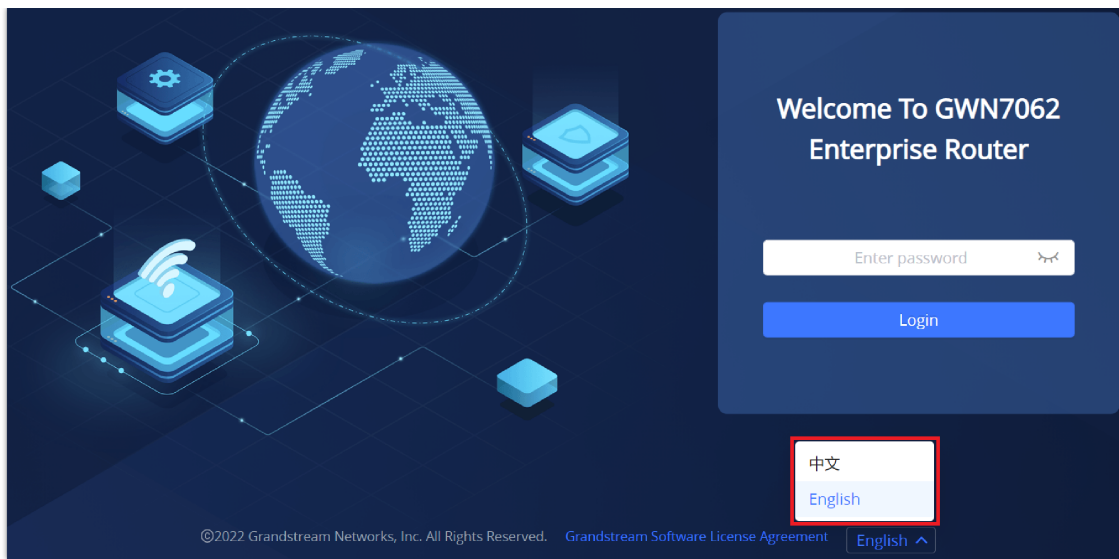 Welcome To GWN7062
Enterprise Router
Enter password
Login
中文
English
©2022 Grandstream Networks, Inc. All Rights Reserved. Grandstream Software License Agreement English